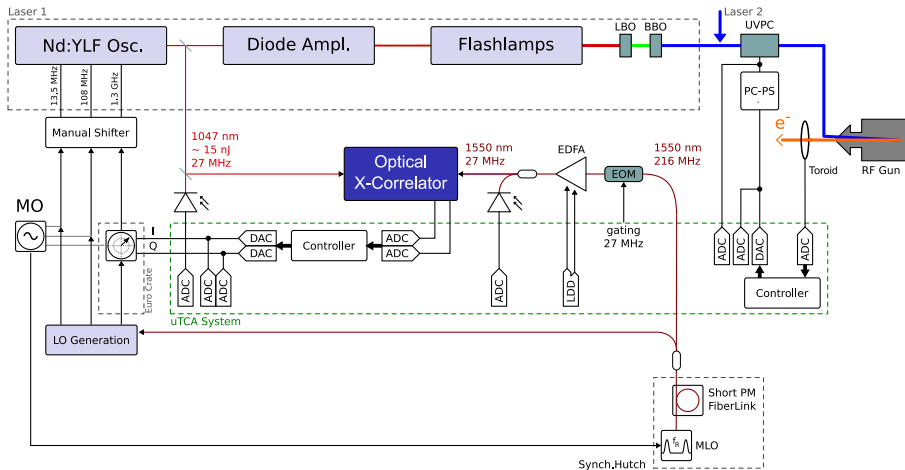 Laser 1
Laser 2
Nd:YLF Osc.
Diode Ampl.
Flashlamps
LBO
BBO
UVPC
PC-PS
13,5 MHz
108 MHz
1,3 GHz
Manual Shifter
1047 nm
~ 15 nJ
27 MHz
Optical
X-Correlator
1550 nm
27 MHz
EDFA
EOM
1550 nm
216 MHz
e-
Toroid
RF Gun
MO
I
Q
DAC
DAC
Controller
ADC
ADC
gating
27 MHz
ADC
ADC
DAC
ADC
ADC
ADC
ADC
ADC
LDD
Controller
Euro Crate
uTCA System
LO Generation
Short PM
FiberLink
fR
MLO
Synch.Hutch